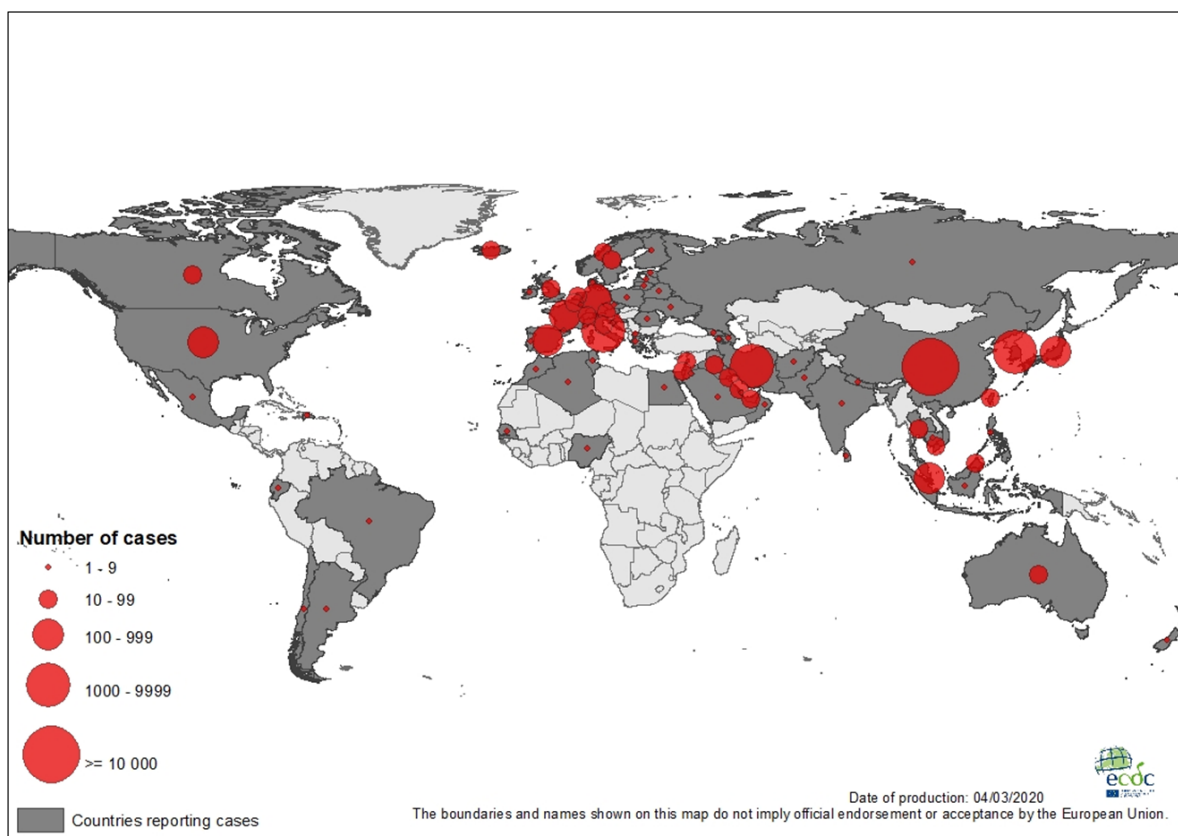 Number of cases
1 - 9
10 - 99
100 - 999
1000 - 9999
>= 10 000
Countries reporting cases
ecdc
Date of production: 04/03/2020
The boundaries and names shown on this map do not imply official endorsement or acceptance by the European Union.